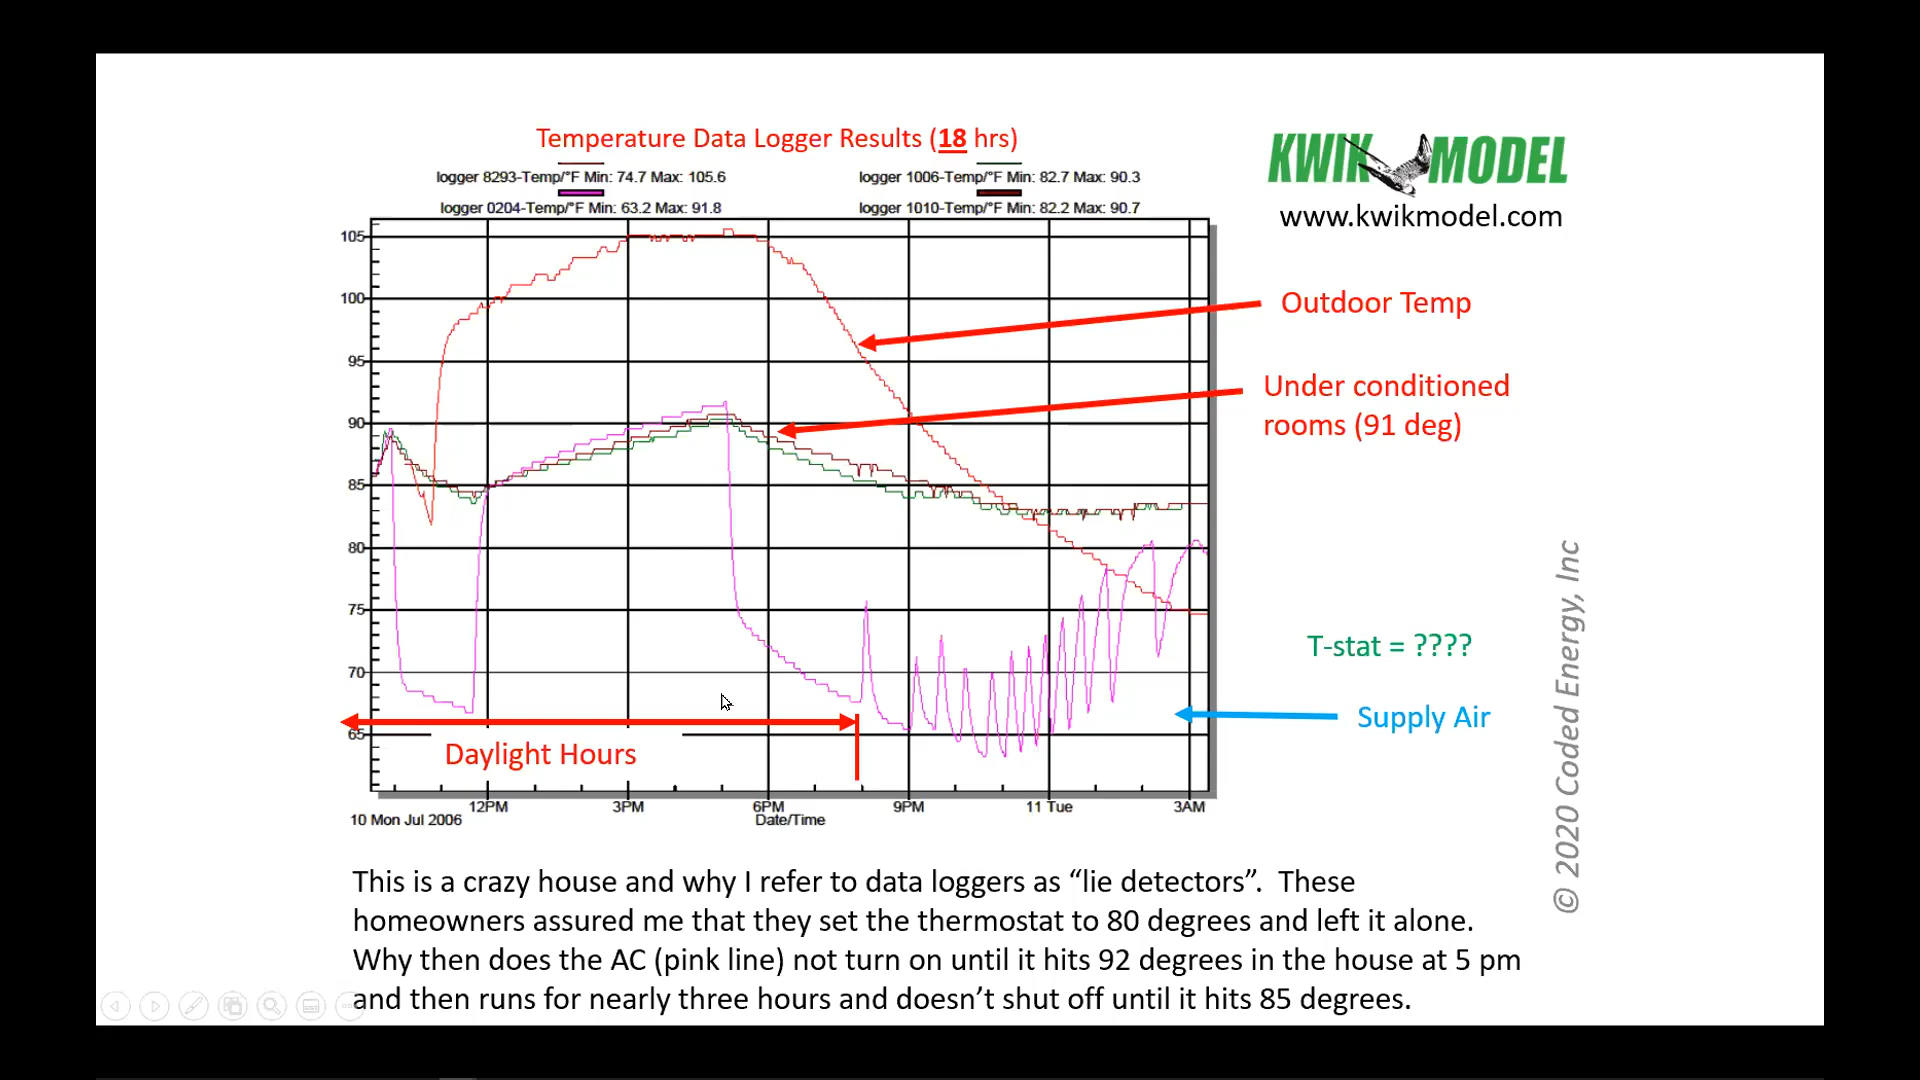 Temperature Data Logger Results (18 hrs)
logger 8293-Temp/°F Min: 74.7 Max: 105.6
logger 1006-Temp/°F Min: 82.7 Max: 90.3
logger 0204-Temp/°F Min: 63.2 Max: 91.8
logger 1010-Temp/°F Min: 82.2 Max: 90.7
KWIK MODEL
www.kwikmodel.com
105
100
95
90
85
80
75
70
65
Outdoor Temp
Under conditioned
rooms (91 deg)
T-stat = ????
Supply Air
Daylight Hours
12PM
3PM
6PM
9PM
11 Tue
3AM
10 Mon Jul 2006
Date/Time
© 2020 Coded Energy, Inc
This is a crazy house and why I refer to data loggers as “lie detectors”. These
homeowners assured me that they set the thermostat to 80 degrees and left it alone.
Why then does the AC (pink line) not turn on until it hits 92 degrees in the house at 5 pm
and then runs for nearly three hours and doesn’t shut off until it hits 85 degrees.